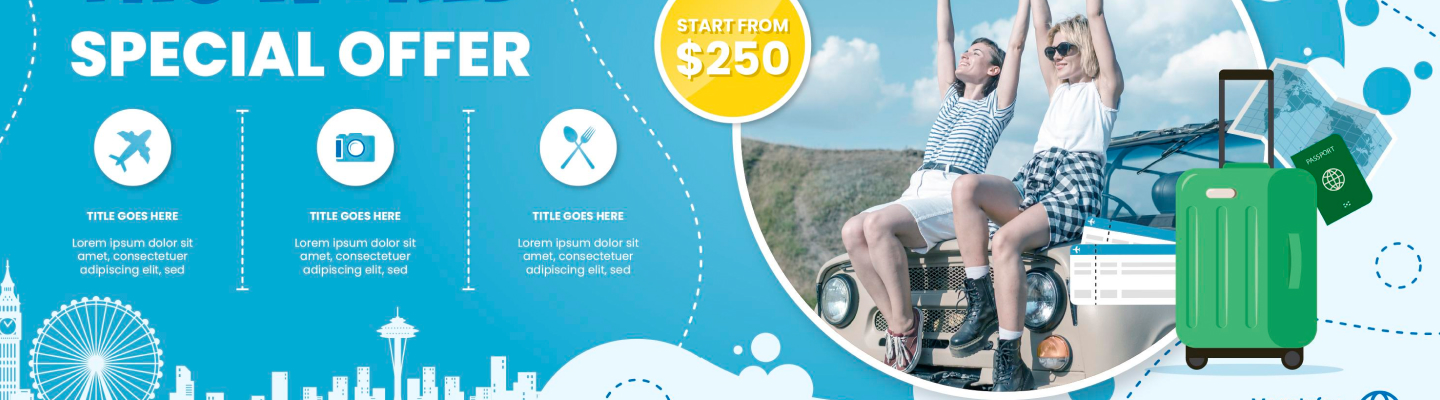 SPECIAL OFFER
START FROM
$250
TITLE GOES HERE
Lorem ipsum dolor sit
amet, consectetuer
adipiscing elit, sed
TITLE GOES HERE
Lorem ipsum dolor sit
amet, consectetuer
adipiscing elit, sed
TITLE GOES HERE
Lorem ipsum dolor sit
amet, consectetuer
adipiscing elit, sed
PASSPORT